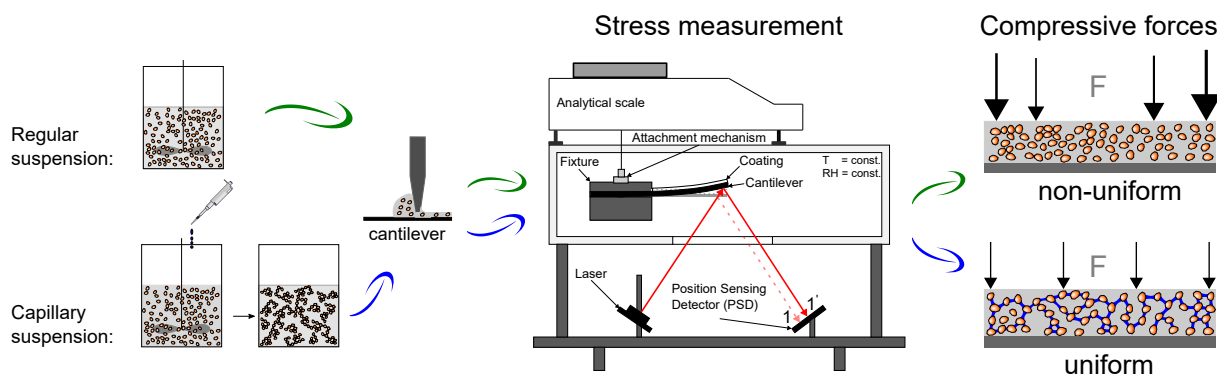 Stress measurement
Compressive forces
Regular
suspension:
Capillary
suspension:
cantilever
Analytical scale
Attachment mechanism
Fixture
Coating
Cantilever
T = const.
RH = const.
Laser
Position Sensing
Detector (PSD)
1
1'
F
non-uniform
F
uniform